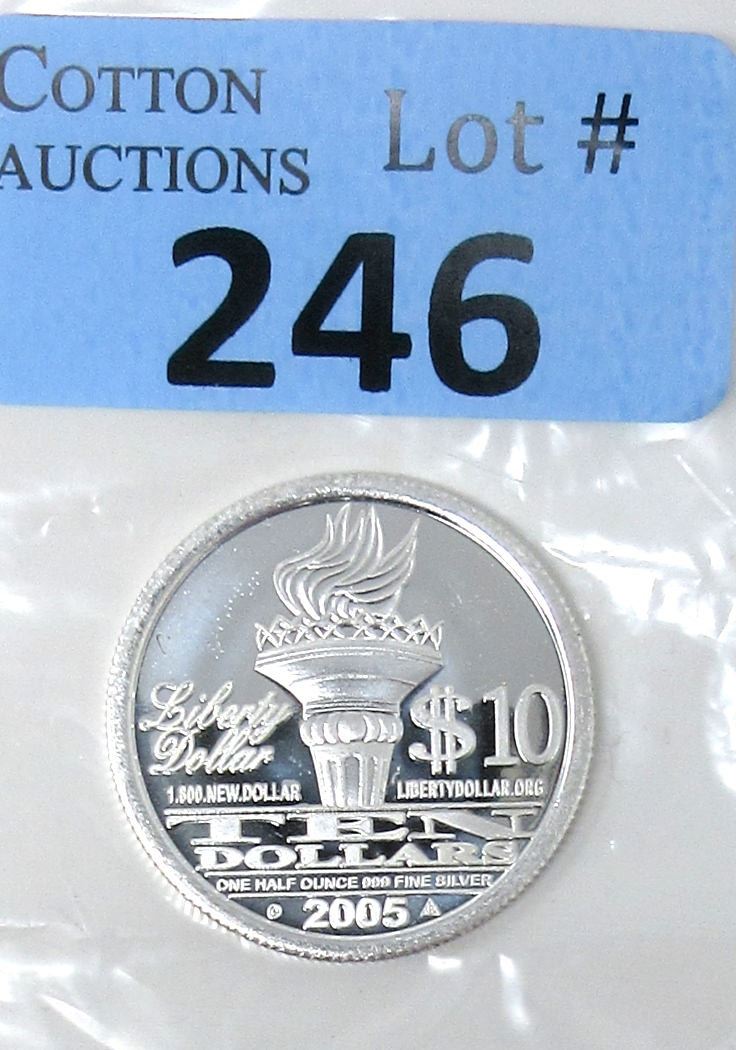 COTTON
AUCTIONS
Lot #
246
Liberty
Dollar
$10
1.800.NEW.DOLLAR
LIBERTYDOLLAR.ORG
TEN
DOLLARS
ONE HALF OUNCE 999 FINE SILVER
2005